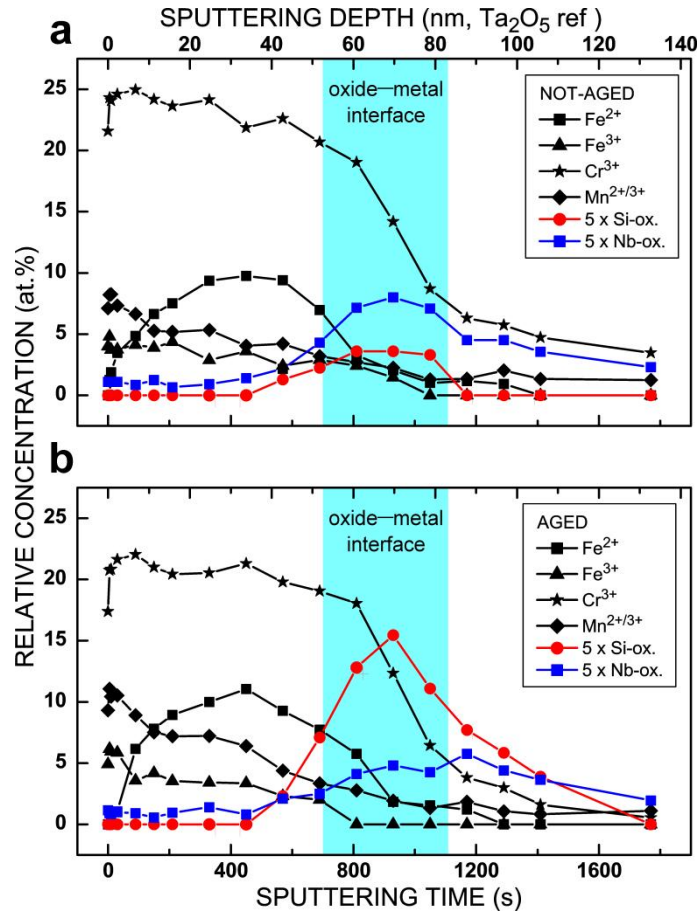 SPUTTERING DEPTH (nm, Ta₂O₅ ref )
0 20 40 60 80 100 120 140
a
oxide—metal
interface
NOT-AGED
Fe²⁺
Fe³⁺
Cr³⁺
Mn²⁺/³⁺
5 x Si-ox.
5 x Nb-ox.
25
20
15
10
5
0
RELATIVE CONCENTRATION (at.%)
b
oxide—metal
interface
AGED
Fe²⁺
Fe³⁺
Cr³⁺
Mn²⁺/³⁺
5 x Si-ox.
5 x Nb-ox.
25
20
15
10
5
0
0 400 800 1200 1600
SPUTTERING TIME (s)